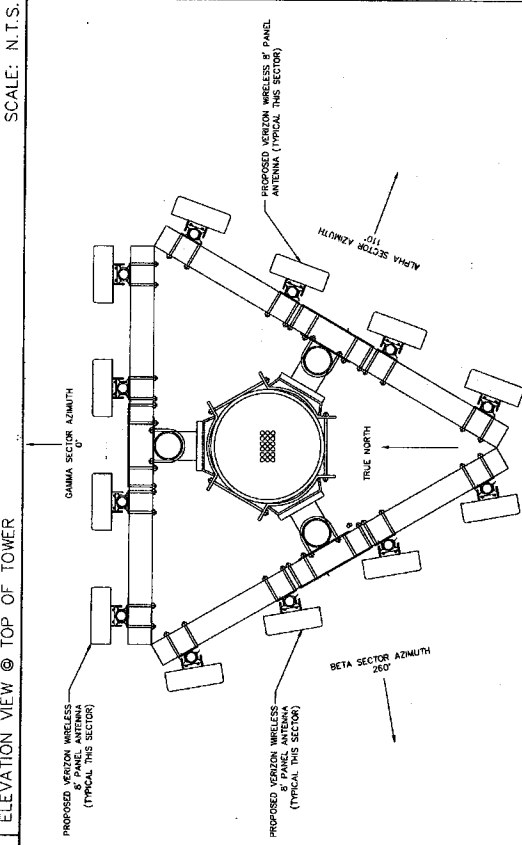 ELEVATION VIEW @ TOP OF TOWER
SCALE: N.T.S.
GAMMA SECTOR AZIMUTH
0°
PROPOSED VERIZON WIRELESS
8' PANEL ANTENNA
(TYPICAL THIS SECTOR)
PROPOSED VERIZON WIRELESS 8' PANEL
ANTENNA (TYPICAL THIS SECTOR)
ALPHA SECTOR AZIMUTH
110°
TRUE NORTH
PROPOSED VERIZON WIRELESS
8' PANEL ANTENNA
(TYPICAL THIS SECTOR)
BETA SECTOR AZIMUTH
260°